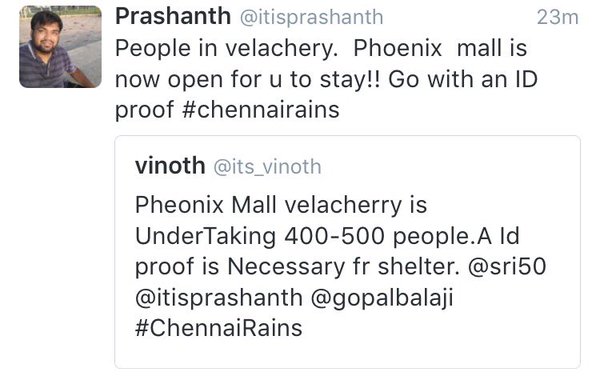 Prashanth @itisprashanth 23m
People in velachery.  Phoenix  mall is
now open for u to stay!! Go with an ID
proof #chennairains
vinoth @its_vinoth
Pheonix Mall velacherry is
UnderTaking 400-500 people.A Id
proof is Necessary fr shelter. @sri50
@itisprashanth @gopalbalaji
#ChennaiRains